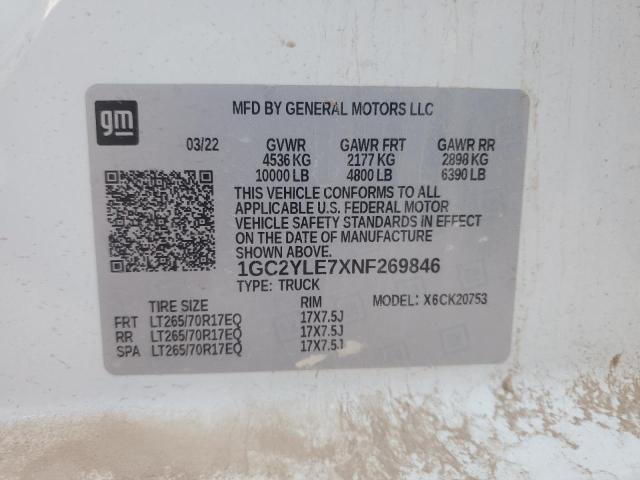 gm
MFD BY GENERAL MOTORS LLC
03/22 GVWR GAWR FRT GAWR RR
4536 KG 2177 KG 2898 KG
10000 LB 4800 LB 6390 LB
THIS VEHICLE CONFORMS TO ALL
APPLICABLE U.S. FEDERAL MOTOR
VEHICLE SAFETY STANDARDS IN EFFECT
ON THE DATE OF MANUFACTURE
SHOWN ABOVE.
1GC2YLE7XNF269846
TYPE: TRUCK MODEL: X6CK20753
TIRE SIZE RIM
FRT LT265/70R17EQ 17X7.5J
RR LT265/70R17EQ 17X7.5J
SPA LT265/70R17EQ 17X7.5J